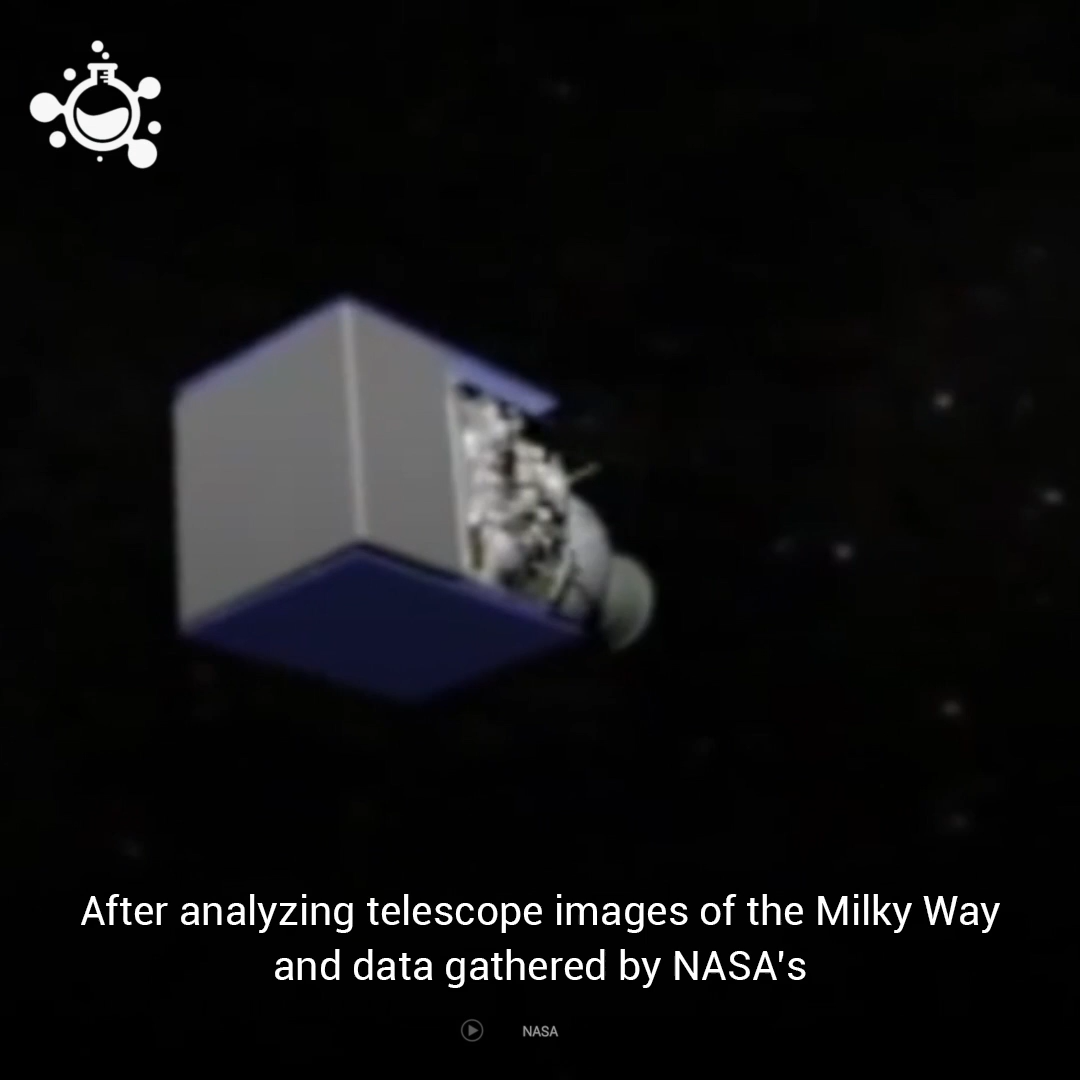 After analyzing telescope images of the Milky Way
and data gathered by NASA's
NASA